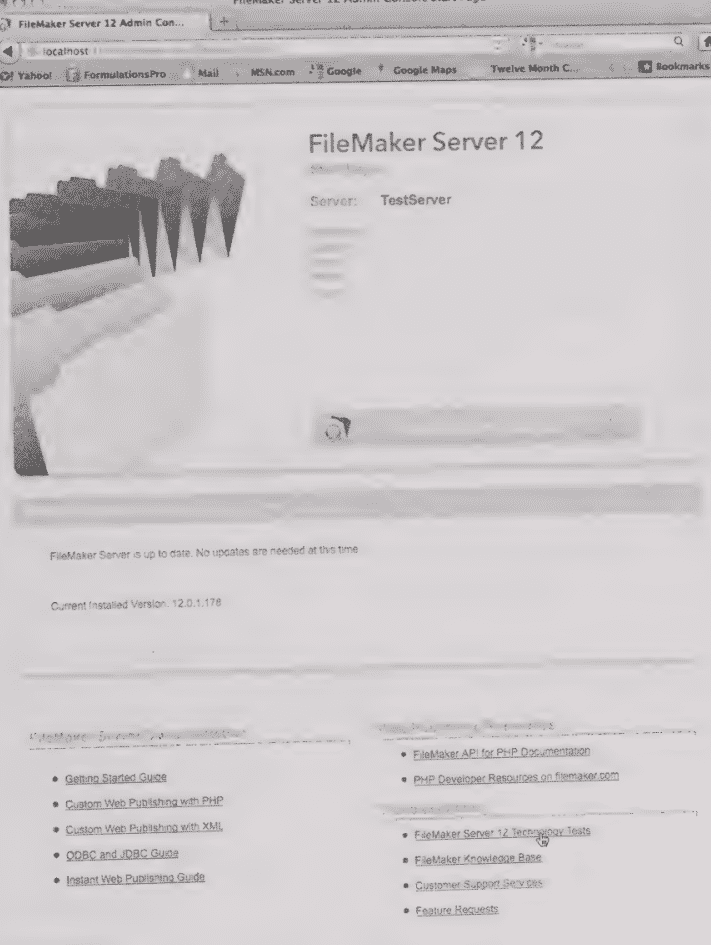 FileMaker Server 12 Admin Con...
localhost
Yahoo! FormulationsPro Mail MSN.com Google Google Maps Twelve Month C... Bookmarks
FileMaker Server 12
Server: TestServer
FileMaker Server is up to date. No updates are needed at this time
Current Installed Version: 12.0.1.178
FileMaker Server
Getting Started Guide
Custom Web Publishing with PHP
Custom Web Publishing with XML
ODBC and JDBC Guide
Instant Web Publishing Guide
FileMaker API for PHP Documentation
PHP Developer Resources on filemaker.com
FileMaker Server 12 Technology Tests
FileMaker Knowledge Base
Customer Support Services
Feature Requests